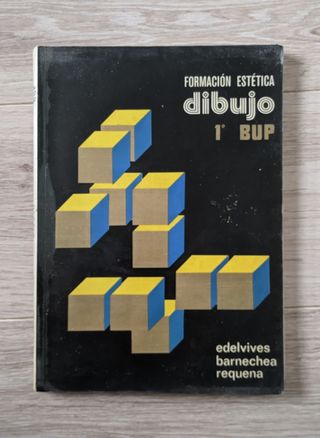 FORMACIÓN ESTÉTICA
dibujo
1º BUP
edelvives
barnechea
requena